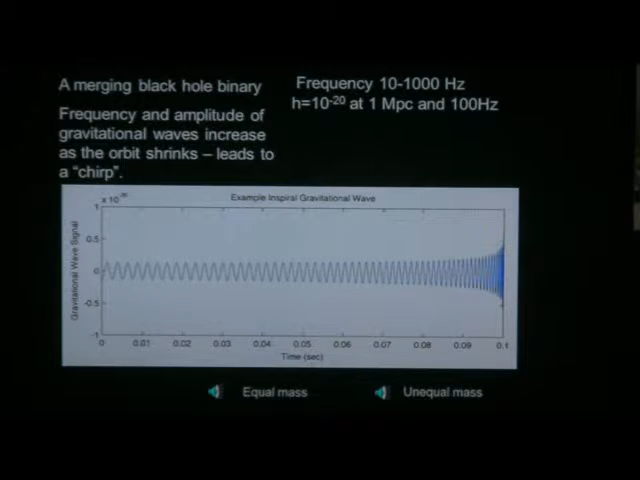 A merging black hole binary
Frequency and amplitude of
gravitational waves increase
as the orbit shrinks – leads to
a "chirp".
Frequency 10-1000 Hz
h=10-20 at 1 Mpc and 100Hz
Example Inspiral Gravitational Wave
x 10
Gravitational Wave Signal
1
0.5
0
-0.5
-1
0 0.01 0.02 0.03 0.04 0.05 0.06 0.07 0.08 0.09 0.1
Time (sec)
Equal mass
Unequal mass